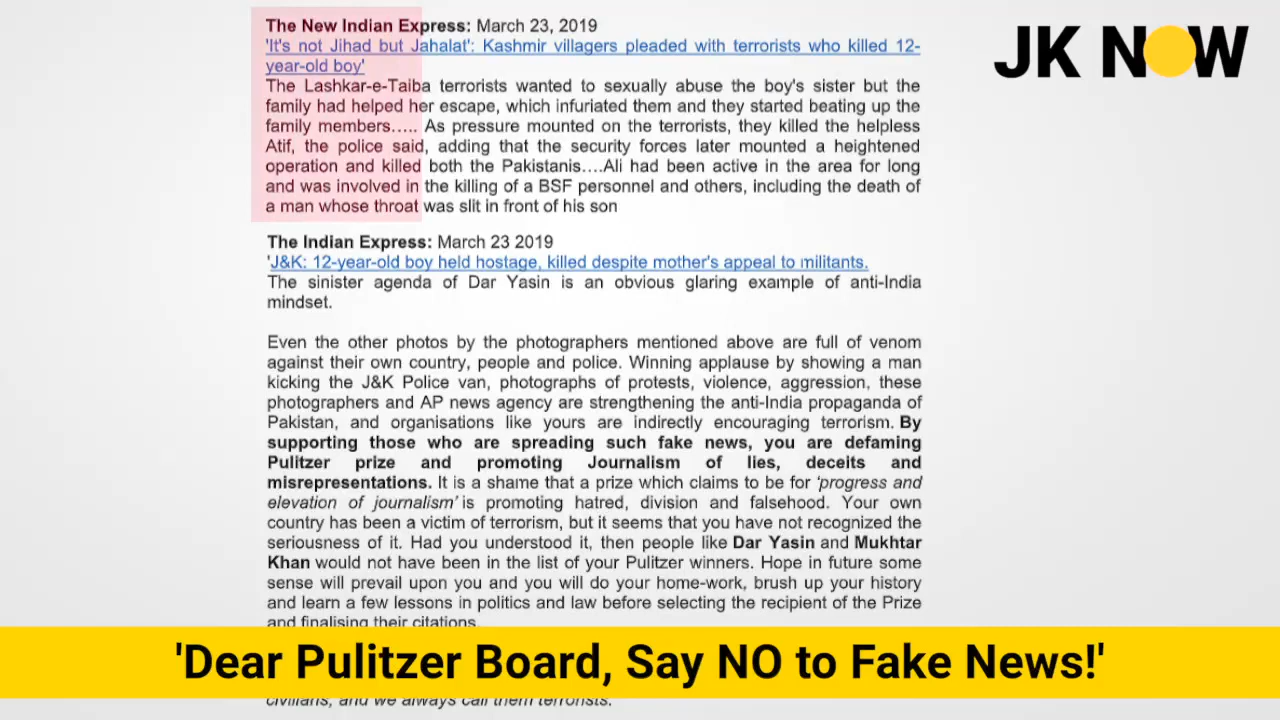 The New Indian Express: March 23, 2019
'It's not Jihad but Jahalat': Kashmir villagers pleaded with terrorists who killed 12-
year-old boy'
The Lashkar-e-Taiba terrorists wanted to sexually abuse the boy's sister but the
family had helped her escape, which infuriated them and they started beating up the
family members….. As pressure mounted on the terrorists, they killed the helpless
Atif, the police said, adding that the security forces later mounted a heightened
operation and killed both the Pakistanis….Ali had been active in the area for long
and was involved in the killing of a BSF personnel and others, including the death of
a man whose throat was slit in front of his son
JK NOW
The Indian Express: March 23 2019
'J&K: 12-year-old boy held hostage, killed despite mother's appeal to militants.
The sinister agenda of Dar Yasin is an obvious glaring example of anti-India
mindset.
Even the other photos by the photographers mentioned above are full of venom
against their own country, people and police. Winning applause by showing a man
kicking the J&K Police van, photographs of protests, violence, aggression, these
photographers and AP news agency are strengthening the anti-India propaganda of
Pakistan, and organisations like yours are indirectly encouraging terrorism. By
supporting those who are spreading such fake news, you are defaming
Pulitzer prize and promoting Journalism of lies, deceits and
misrepresentations. It is a shame that a prize which claims to be for 'progress and
elevation of journalism' is promoting hatred, division and falsehood. Your own
country has been a victim of terrorism, but it seems that you have not recognized the
seriousness of it. Had you understood it, then people like Dar Yasin and Mukhtar
Khan would not have been in the list of your Pulitzer winners. Hope in future some
sense will prevail upon you and you will do your home-work, brush up your history
and learn a few lessons in politics and law before selecting the recipient of the Prize
and finalising their citations.
'Dear Pulitzer Board, Say NO to Fake News!'
civilians, and we always call them terrorists.